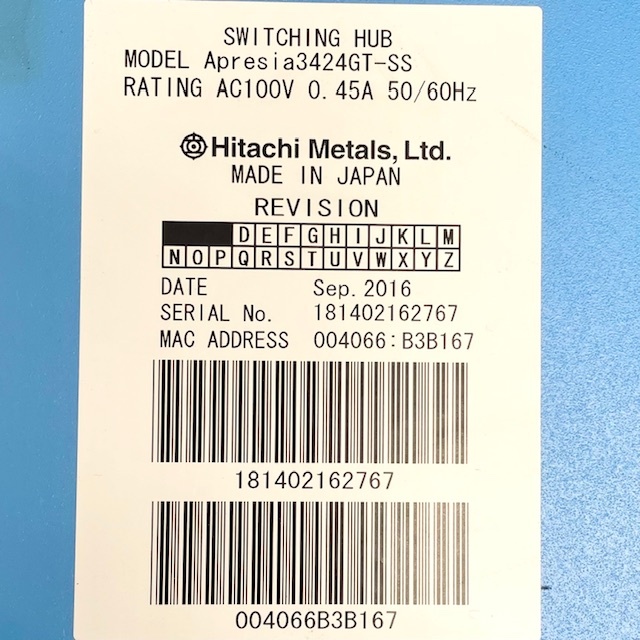 SWITCHING HUB
MODEL Apresia3424GT-SS
RATING AC100V 0.45A 50/60Hz
Hitachi Metals, Ltd.
MADE IN JAPAN
REVISION
D E F G H I J K L M
N O P Q R S T U V W X Y Z
DATE Sep. 2016
SERIAL No. 181402162767
MAC ADDRESS 004066:B3B167
181402162767
004066B3B167